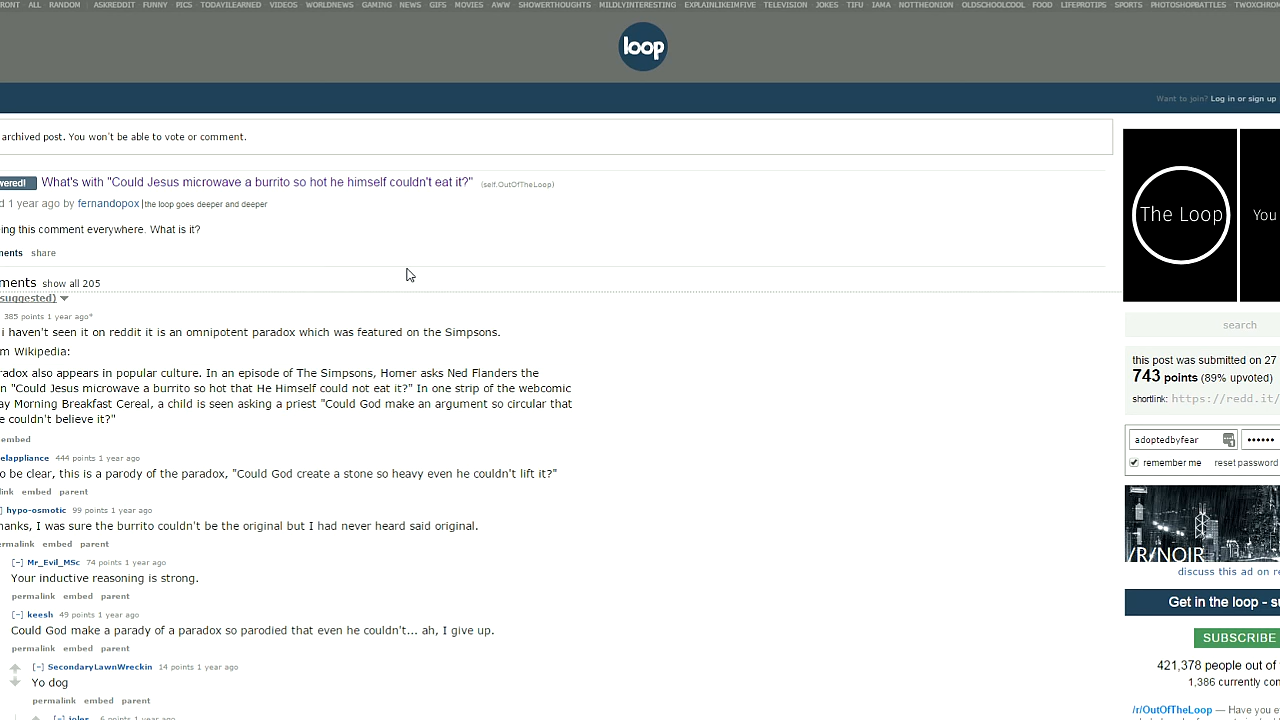 RONT ALL RANDOM | ASKREDDIT FUNNY PICS TODAYILEARNED VIDEOS WORLDNEWS GAMING NEWS GIFS MOVIES AWW SHOWERTHOUGHTS MILDLYINTERESTING EXPLAINLIKEIMFIVE TELEVISION JOKES TIFU IAMA NOTTHEONION OLDSCHOOLCOOL FOOD LIFEPROTIPS SPORTS PHOTOSHOPBATTLES TWOXCHROM
loop
Want to join? Log in or sign up
archived post. You won't be able to vote or comment.
wered! What's with "Could Jesus microwave a burrito so hot he himself couldn't eat it?" (self.OutOfTheLoop)
d 1 year ago by fernandopox |the loop goes deeper and deeper
ing this comment everywhere. What is it?
ments share
ments show all 205
suggested)
385 points 1 year ago*
i haven't seen it on reddit it is an omnipotent paradox which was featured on the Simpsons.
m Wikipedia:
radox also appears in popular culture. In an episode of The Simpsons, Homer asks Ned Flanders the
n "Could Jesus microwave a burrito so hot that He Himself could not eat it?" In one strip of the webcomic
ay Morning Breakfast Cereal, a child is seen asking a priest "Could God make an argument so circular that
e couldn't believe it?"
embed
elappliance 444 points 1 year ago
o be clear, this is a parody of the paradox, "Could God create a stone so heavy even he couldn't lift it?"
link embed parent
] hypo-osmotic 99 points 1 year ago
hanks, I was sure the burrito couldn't be the original but I had never heard said original.
ermalink embed parent
[-] Mr_Evil_MSc 74 points 1 year ago
Your inductive reasoning is strong.
permalink embed parent
[-] keesh 49 points 1 year ago
Could God make a parady of a paradox so parodied that even he couldn't... ah, I give up.
permalink embed parent
[-] SecondaryLawnWreckin 14 points 1 year ago
Yo dog
permalink embed parent
[-] joles 6 points 1 year ago
The Loop
You
search
this post was submitted on 27
743 points (89% upvoted)
shortlink: https://redd.it/
adoptedbyfear ••••••
remember me reset password
/R/NOIR
discuss this ad on re
Get in the loop - su
SUBSCRIBE
421,378 people out of
1,386 currently con
/r/OutOfTheLoop — Have you e